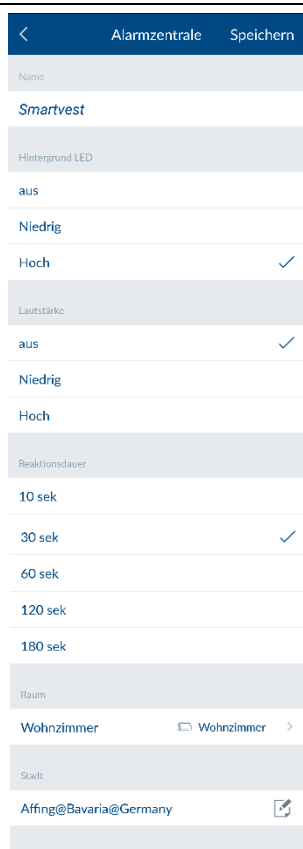 Alarmzentrale Speichern
Name
Smartvest
Hintergrund LED
aus
Niedrig
Hoch
Lautstärke
aus
Niedrig
Hoch
Reaktionsdauer
10 sek
30 sek
60 sek
120 sek
180 sek
Raum
Wohnzimmer Wohnzimmer
Stadt
Affing@Bavaria@Germany